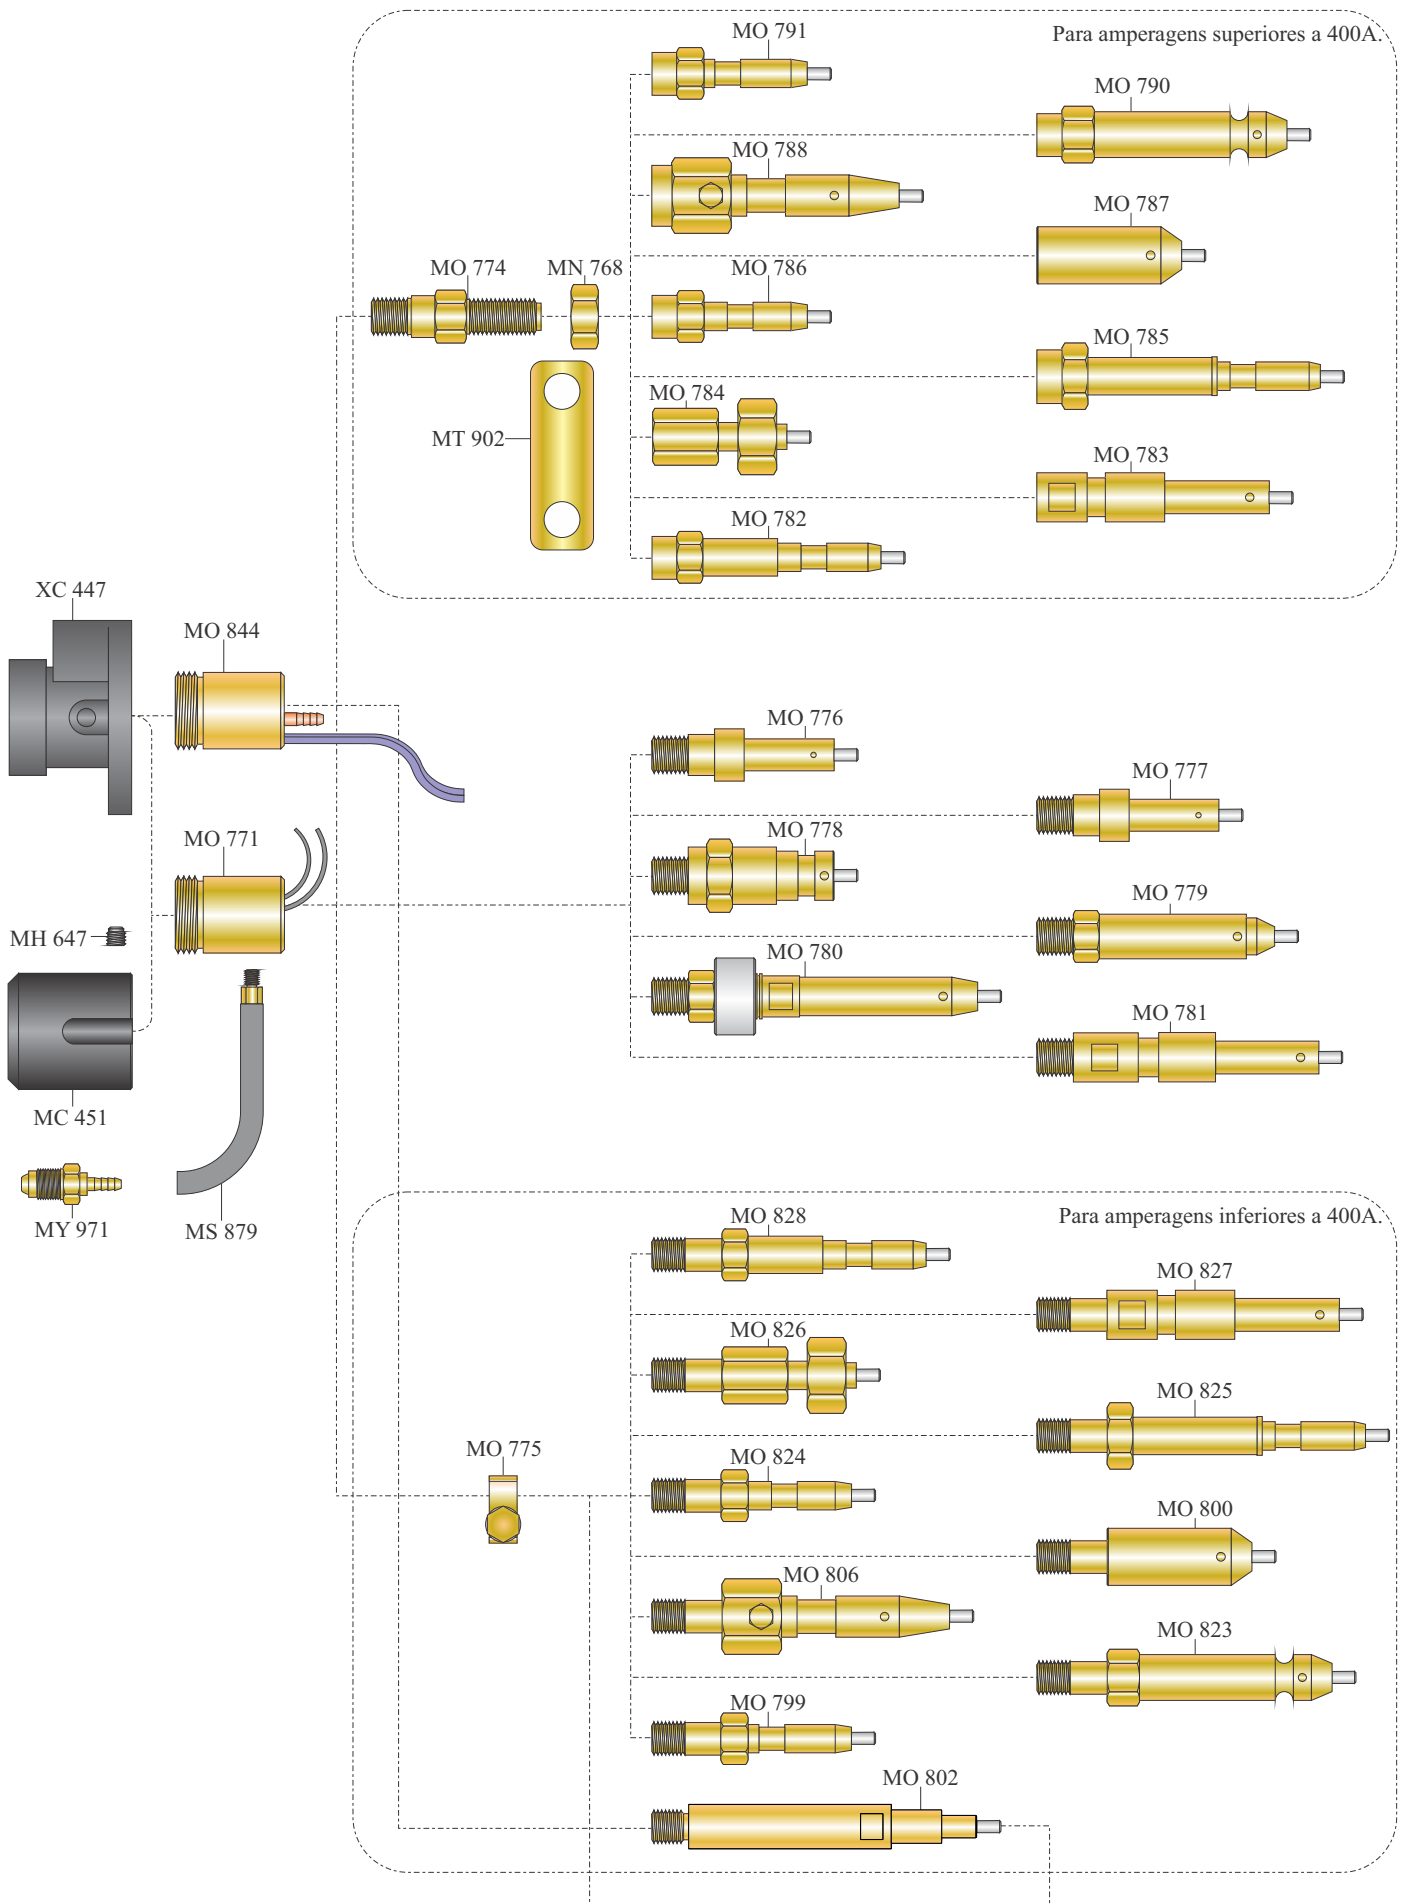 MO 791
Para amperagens superiores a 400A.
MO 790
MO 788
MO 787
MO 774
MN 768
MO 786
MO 785
MO 784
MT 902
MO 783
MO 782
XC 447
MO 844
MO 776
MO 777
MO 771
MO 778
MO 779
MH 647
MO 780
MO 781
MC 451
MY 971
MS 879
MO 828
Para amperagens inferiores a 400A.
MO 827
MO 826
MO 825
MO 775
MO 824
MO 800
MO 806
MO 823
MO 799
MO 802